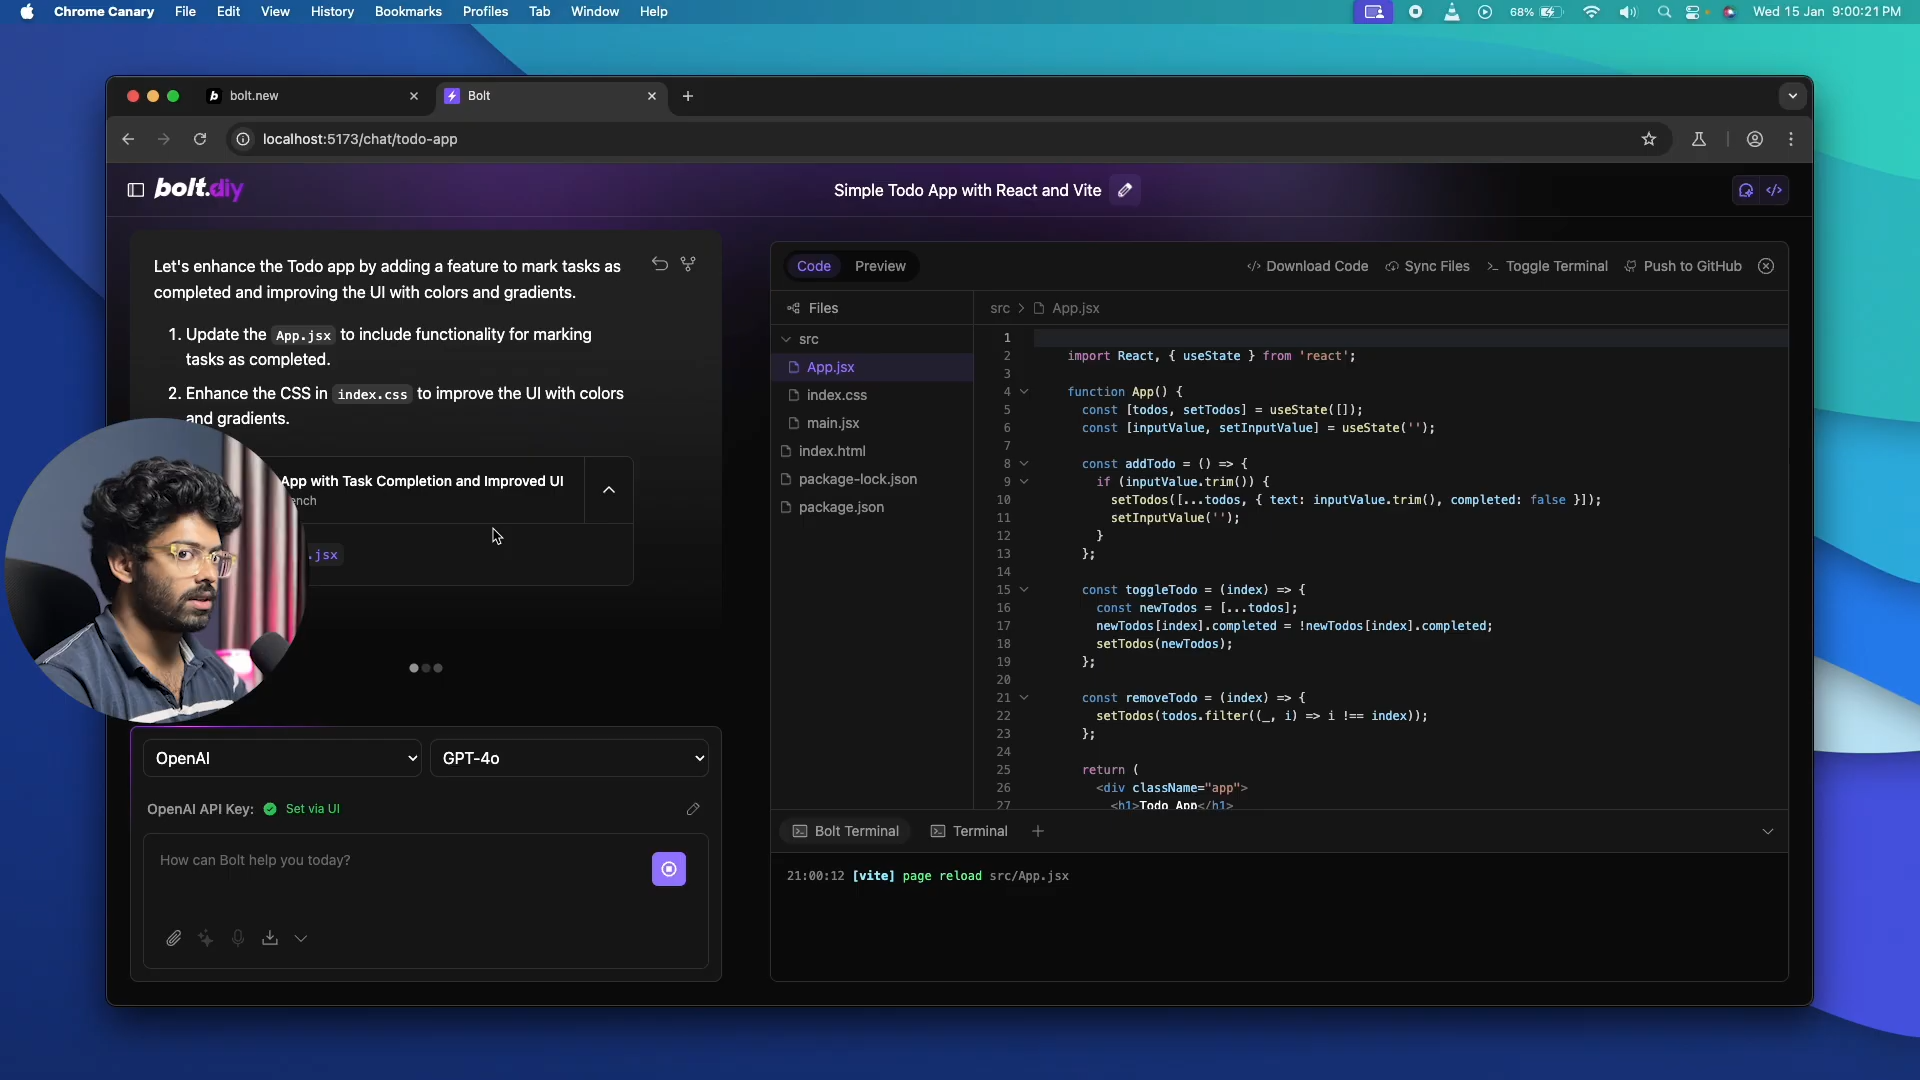 Chrome Canary File Edit View History Bookmarks Profiles Tab Window Help 68% Wed 15 Jan 9:00:21 PM
bolt.new
Bolt
localhost:5173/chat/todo-app
bolt.diy
Simple Todo App with React and Vite
Let's enhance the Todo app by adding a feature to mark tasks as
completed and improving the UI with colors and gradients.
1. Update the App.jsx to include functionality for marking
tasks as completed.
2. Enhance the CSS in index.css to improve the UI with colors
and gradients.
App with Task Completion and Improved UI
ench
.jsx
OpenAI
GPT-4o
OpenAI API Key: Set via UI
How can Bolt help you today?
Code Preview
Download Code Sync Files Toggle Terminal Push to GitHub
Files
src
App.jsx
index.css
main.jsx
index.html
package-lock.json
package.json
src > App.jsx
1
2 import React, { useState } from 'react';
3
4 function App() {
5 const [todos, setTodos] = useState([]);
6 const [inputValue, setInputValue] = useState('');
7
8 const addTodo = () => {
9 if (inputValue.trim()) {
10 setTodos([...todos, { text: inputValue.trim(), completed: false }]);
11 setInputValue('');
12 }
13 };
14
15 const toggleTodo = (index) => {
16 const newTodos = [...todos];
17 newTodos[index].completed = !newTodos[index].completed;
18 setTodos(newTodos);
19 };
20
21 const removeTodo = (index) => {
22 setTodos(todos.filter((_, i) => i !== index));
23 };
24
25 return (
26 <div className="app">
27 <h1>Todo App</h1>
Bolt Terminal Terminal
21:00:12 [vite] page reload src/App.jsx